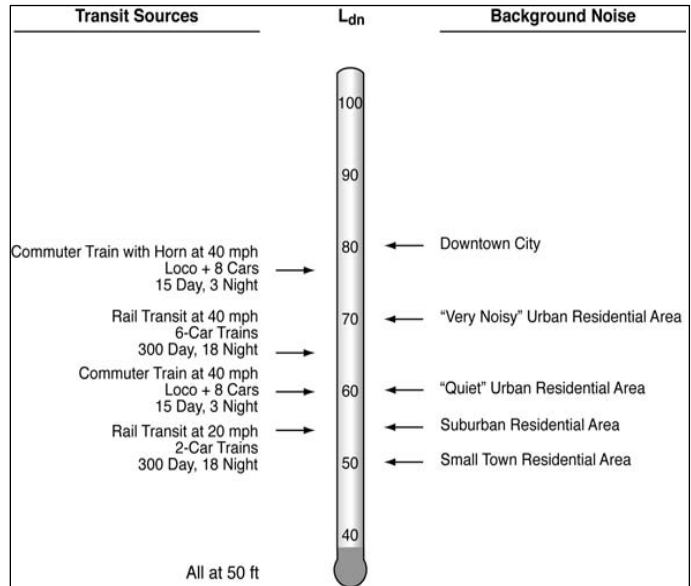 Transit Sources
Ldn
Background Noise
100
90
80
70
60
50
40
Commuter Train with Horn at 40 mph
Loco + 8 Cars
15 Day, 3 Night
Rail Transit at 40 mph
6-Car Trains
300 Day, 18 Night
Commuter Train at 40 mph
Loco + 8 Cars
15 Day, 3 Night
Rail Transit at 20 mph
2-Car Trains
300 Day, 18 Night
All at 50 ft
Downtown City
“Very Noisy” Urban Residential Area
“Quiet” Urban Residential Area
Suburban Residential Area
Small Town Residential Area